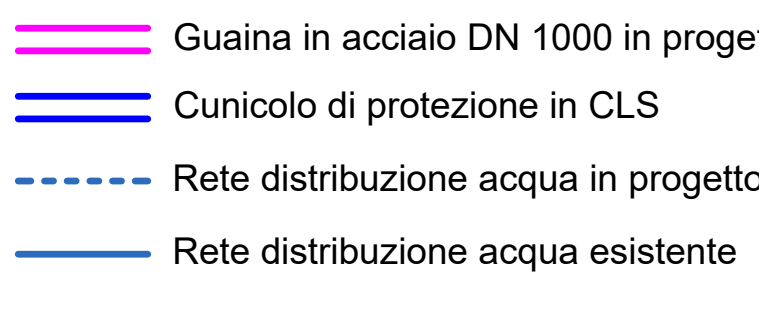 Guaina in acciaio DN 1000 in proget
Cunicolo di protezione in CLS
Rete distribuzione acqua in progetto
Rete distribuzione acqua esistente